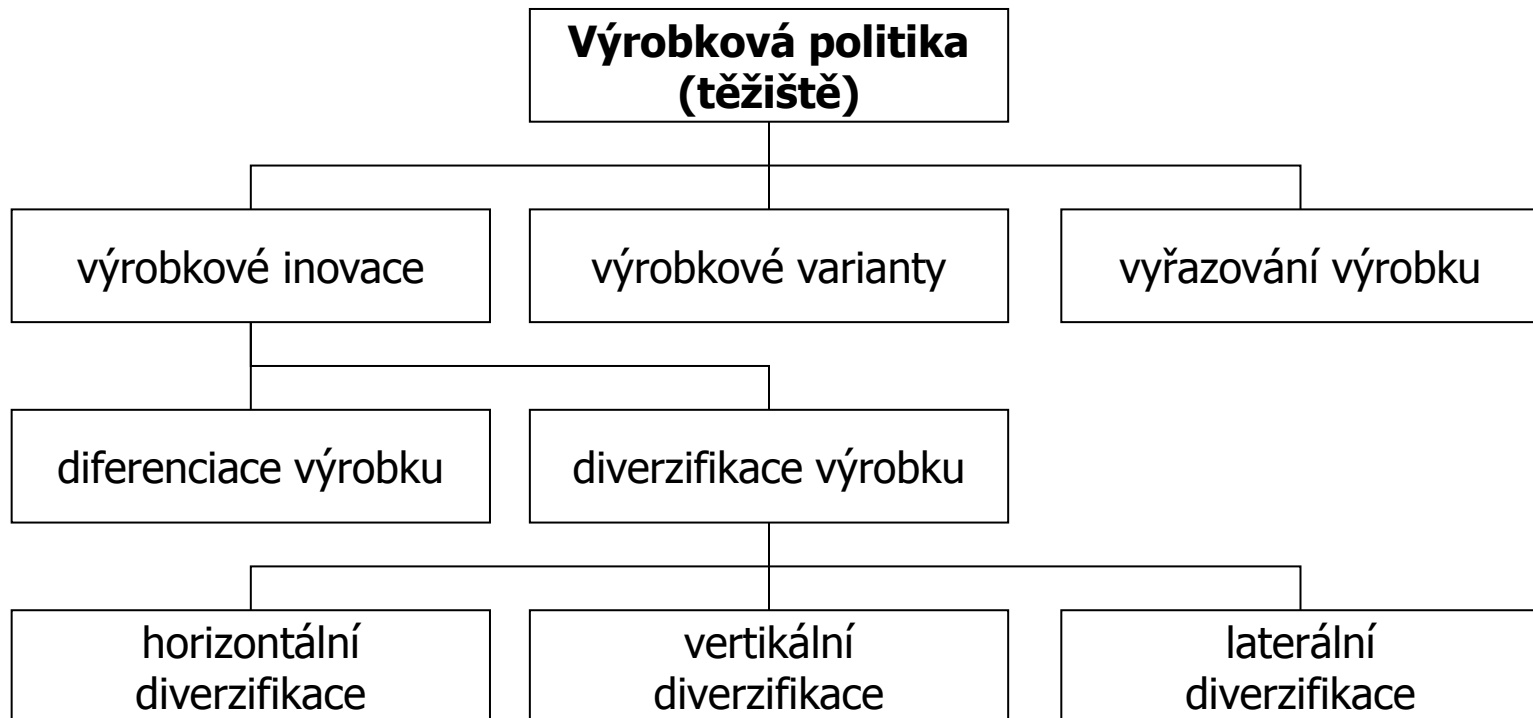 Výrobková politika
(těžiště)
výrobkové inovace
výrobkové varianty
vyřazování výrobku
diferenciace výrobku
diverzifikace výrobku
horizontální
diverzifikace
vertikální
diverzifikace
laterální
diverzifikace